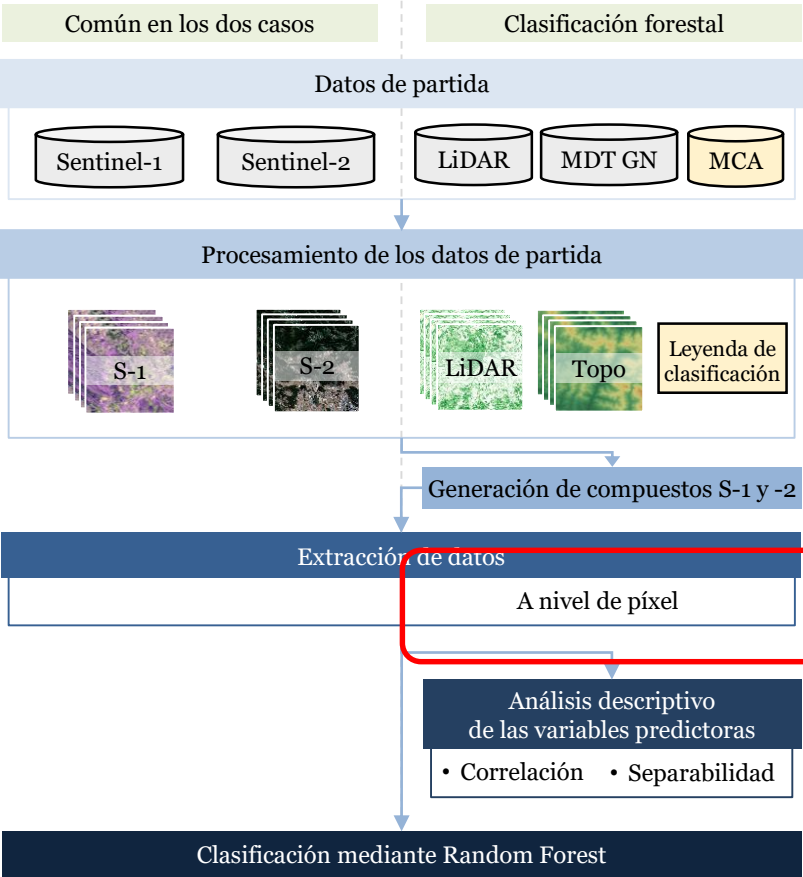 Común en los dos casos
Clasificación forestal
Datos de partida
Sentinel-1
Sentinel-2
LiDAR
MDT GN
MCA
Procesamiento de los datos de partida
S-1
S-2
LiDAR
Topo
Leyenda de
clasificación
Generación de compuestos S-1 y -2
Extracción de datos
A nivel de píxel
Análisis descriptivo
de las variables predictoras
• Correlación
• Separabilidad
Clasificación mediante Random Forest